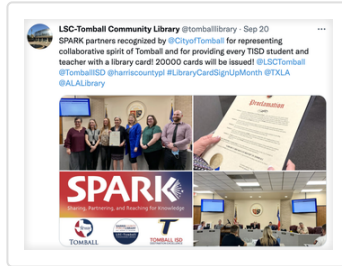 LSC-Tomball Community Library @tomballlibrary · Sep 20
SPARK partners recognized by @CityofTomball for representing
collaborative spirit of Tomball and for providing every TISD student and
teacher with a library card! 20000 cards will be issued! @LSCTomball
@TomballISD @harriscountypl #LibraryCardSignUpMonth @TXLA
@ALALibrary
Proclamation
SPARK
Sharing, Partnering, and Reaching for Knowledge
TOMBALL
TOMBALL ISD